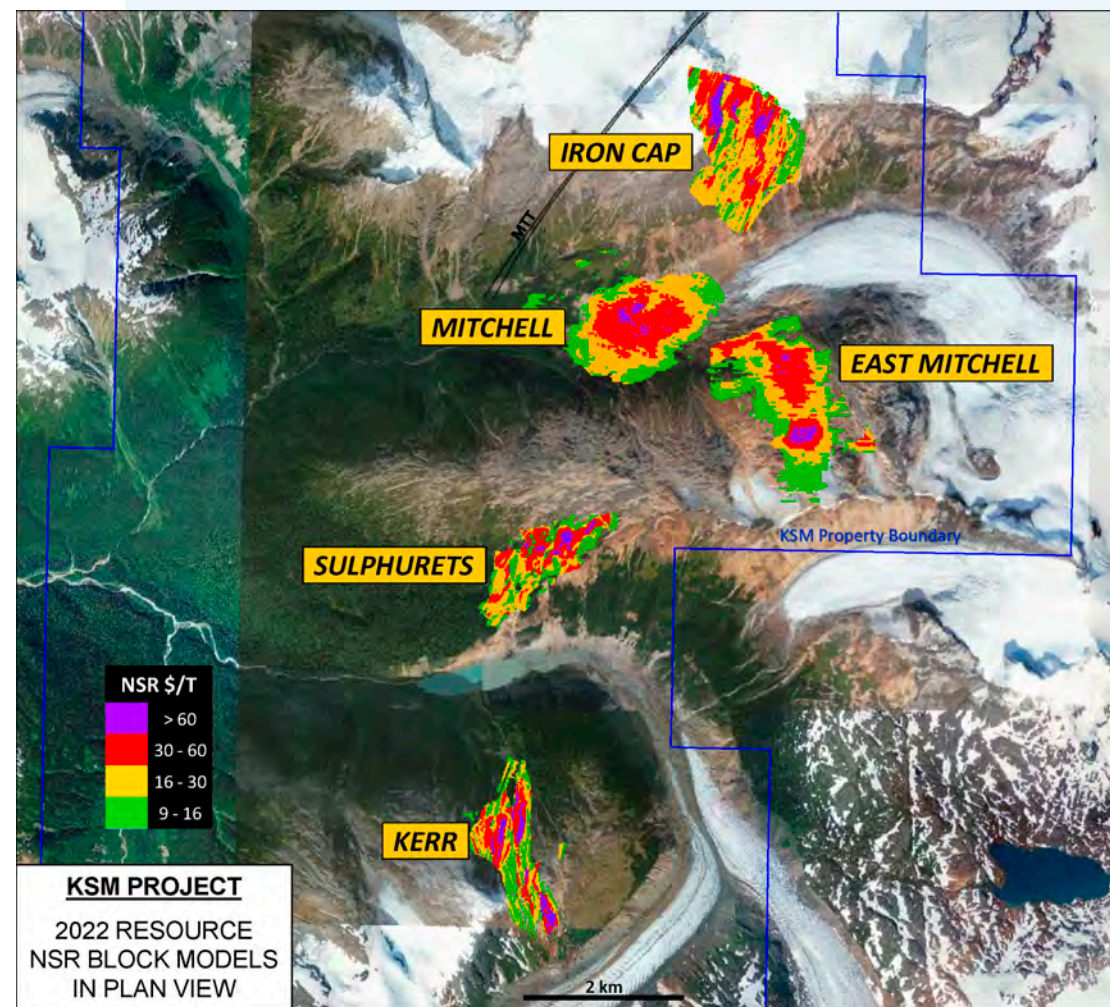 IRON CAP
MTT
MITCHELL
EAST MITCHELL
KSM Property Boundary
SULPHURETS
NSR $/T
> 60
30 - 60
16 - 30
9 - 16
KERR
KSM PROJECT
2022 RESOURCE
NSR BLOCK MODELS
IN PLAN VIEW
2 km